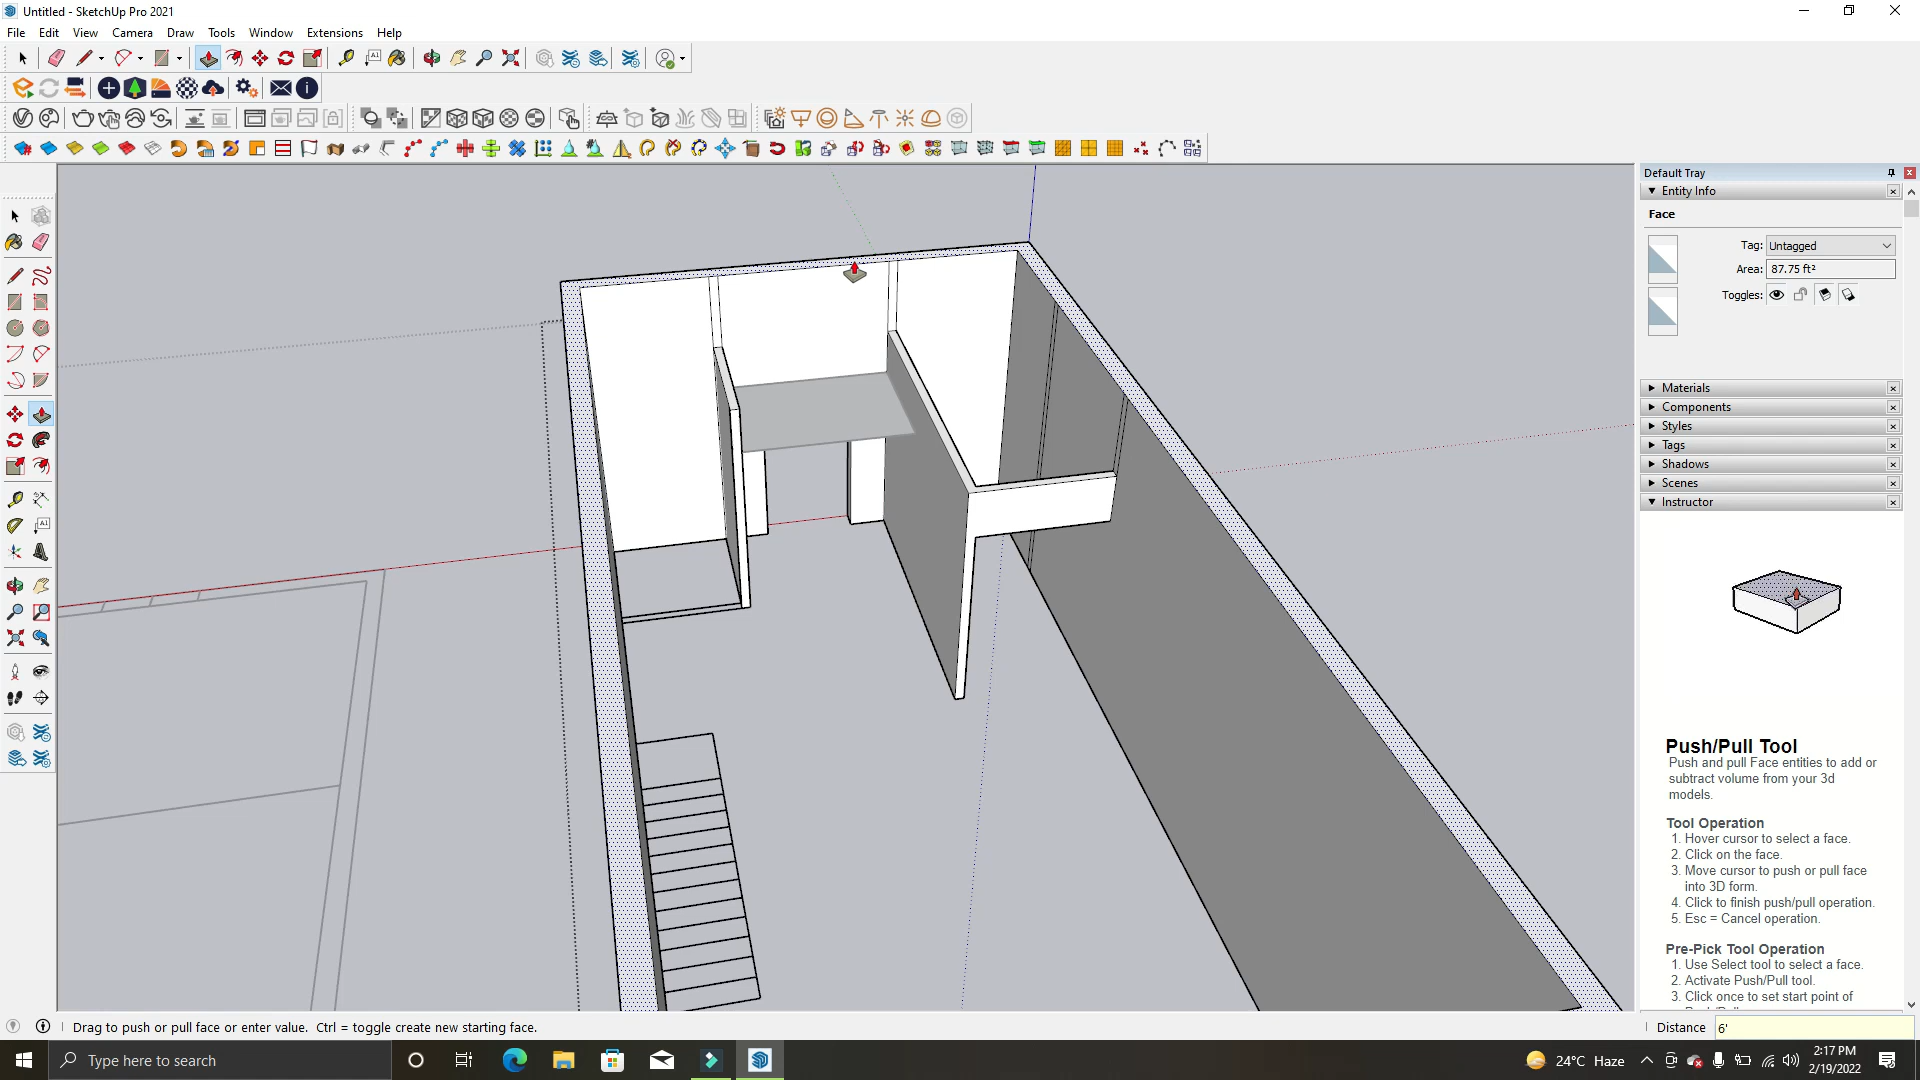 Untitled - SketchUp Pro 2021
File Edit View Camera Draw Tools Window Extensions Help
Default Tray
Entity Info
Face
Tag: Untagged
Area: 87.75 ft²
Toggles:
Materials
Components
Styles
Tags
Shadows
Scenes
Instructor
Push/Pull Tool
Push and pull Face entities to add or
subtract volume from your 3d
models.
Tool Operation
1. Hover cursor to select a face.
2. Click on the face.
3. Move cursor to push or pull face
into 3D form.
4. Click to finish push/pull operation.
5. Esc = Cancel operation.
Pre-Pick Tool Operation
1. Use Select tool to select a face.
2. Activate Push/Pull tool.
3. Click once to set start point of
Drag to push or pull face or enter value. Ctrl = toggle create new starting face.
Distance 6'
Type here to search
24°C Haze
2:17 PM
2/19/2022